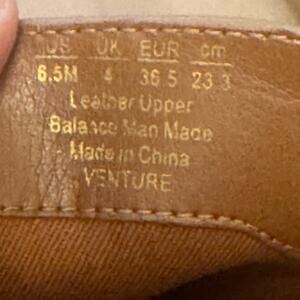 US UK EUR cm
6.5M 4 36.5 23.3
Leather Upper
Balance Man Made
Made in China
VENTURE